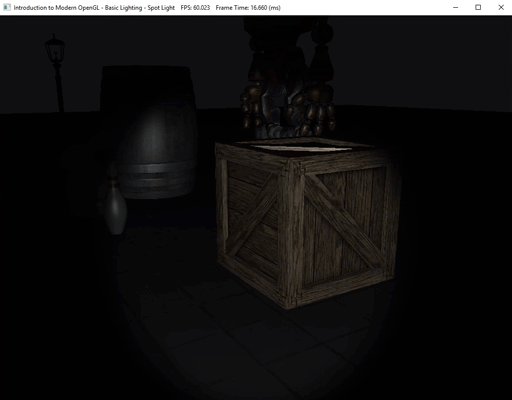 Introduction to Modern OpenGL - Basic Lighting - Spot Light    FPS: 60.023    Frame Time: 16.660 (ms)